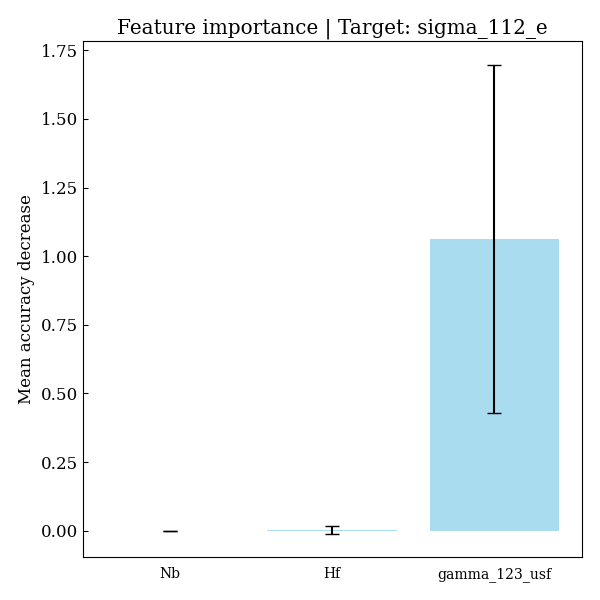 Feature importance | Target: sigma_112_e
Mean accuracy decrease
1.75
1.50
1.25
1.00
0.75
0.50
0.25
0.00
Nb
Hf
gamma_123_usf